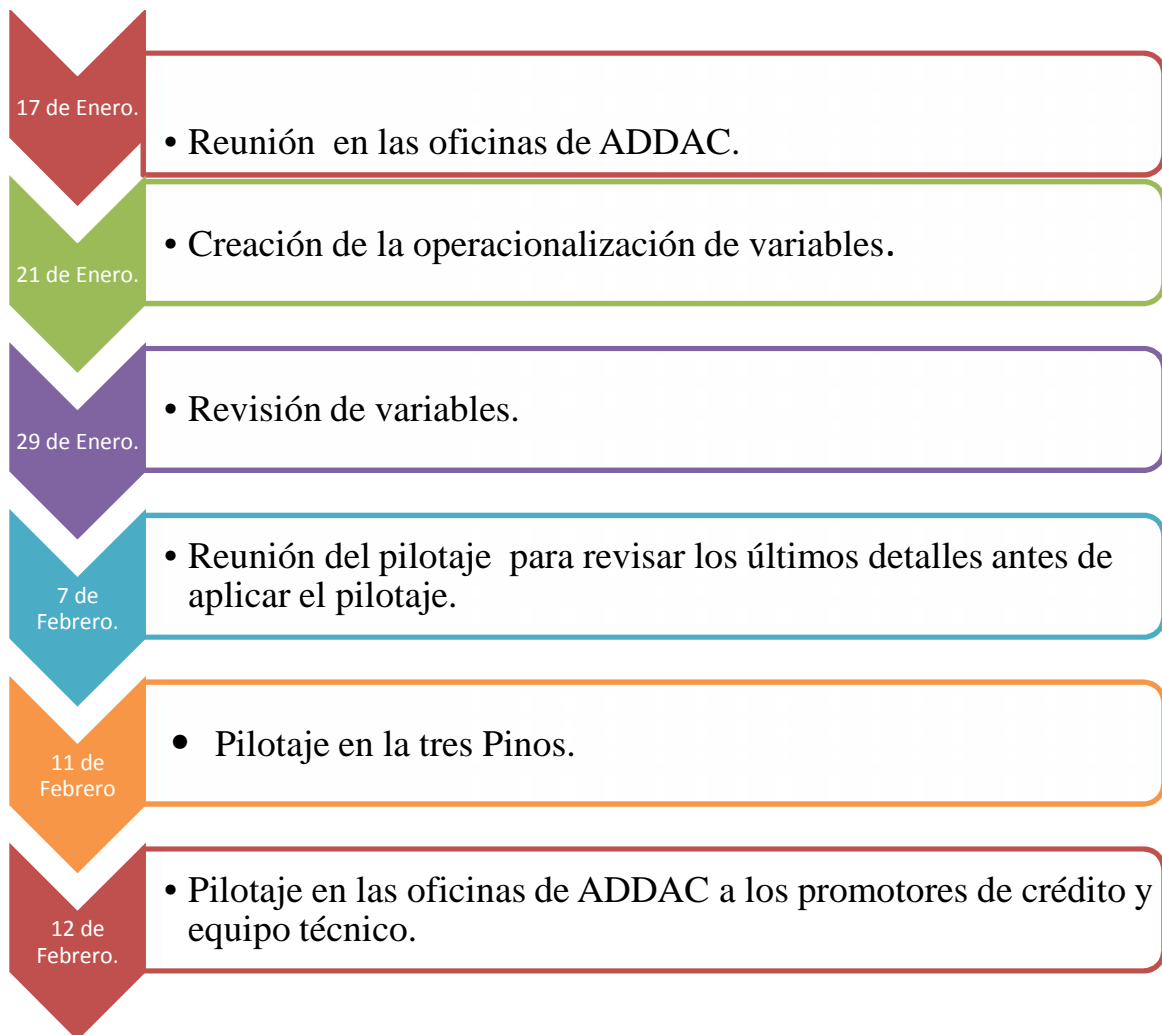 17 de Enero.
• Reunión en las oficinas de ADDAC.
21 de Enero.
• Creación de la operacionalización de variables.
29 de Enero.
• Revisión de variables.
7 de
Febrero.
• Reunión del pilotaje para revisar los últimos detalles antes de
aplicar el pilotaje.
11 de
Febrero
• Pilotaje en la tres Pinos.
12 de
Febrero.
• Pilotaje en las oficinas de ADDAC a los promotores de crédito y
equipo técnico.